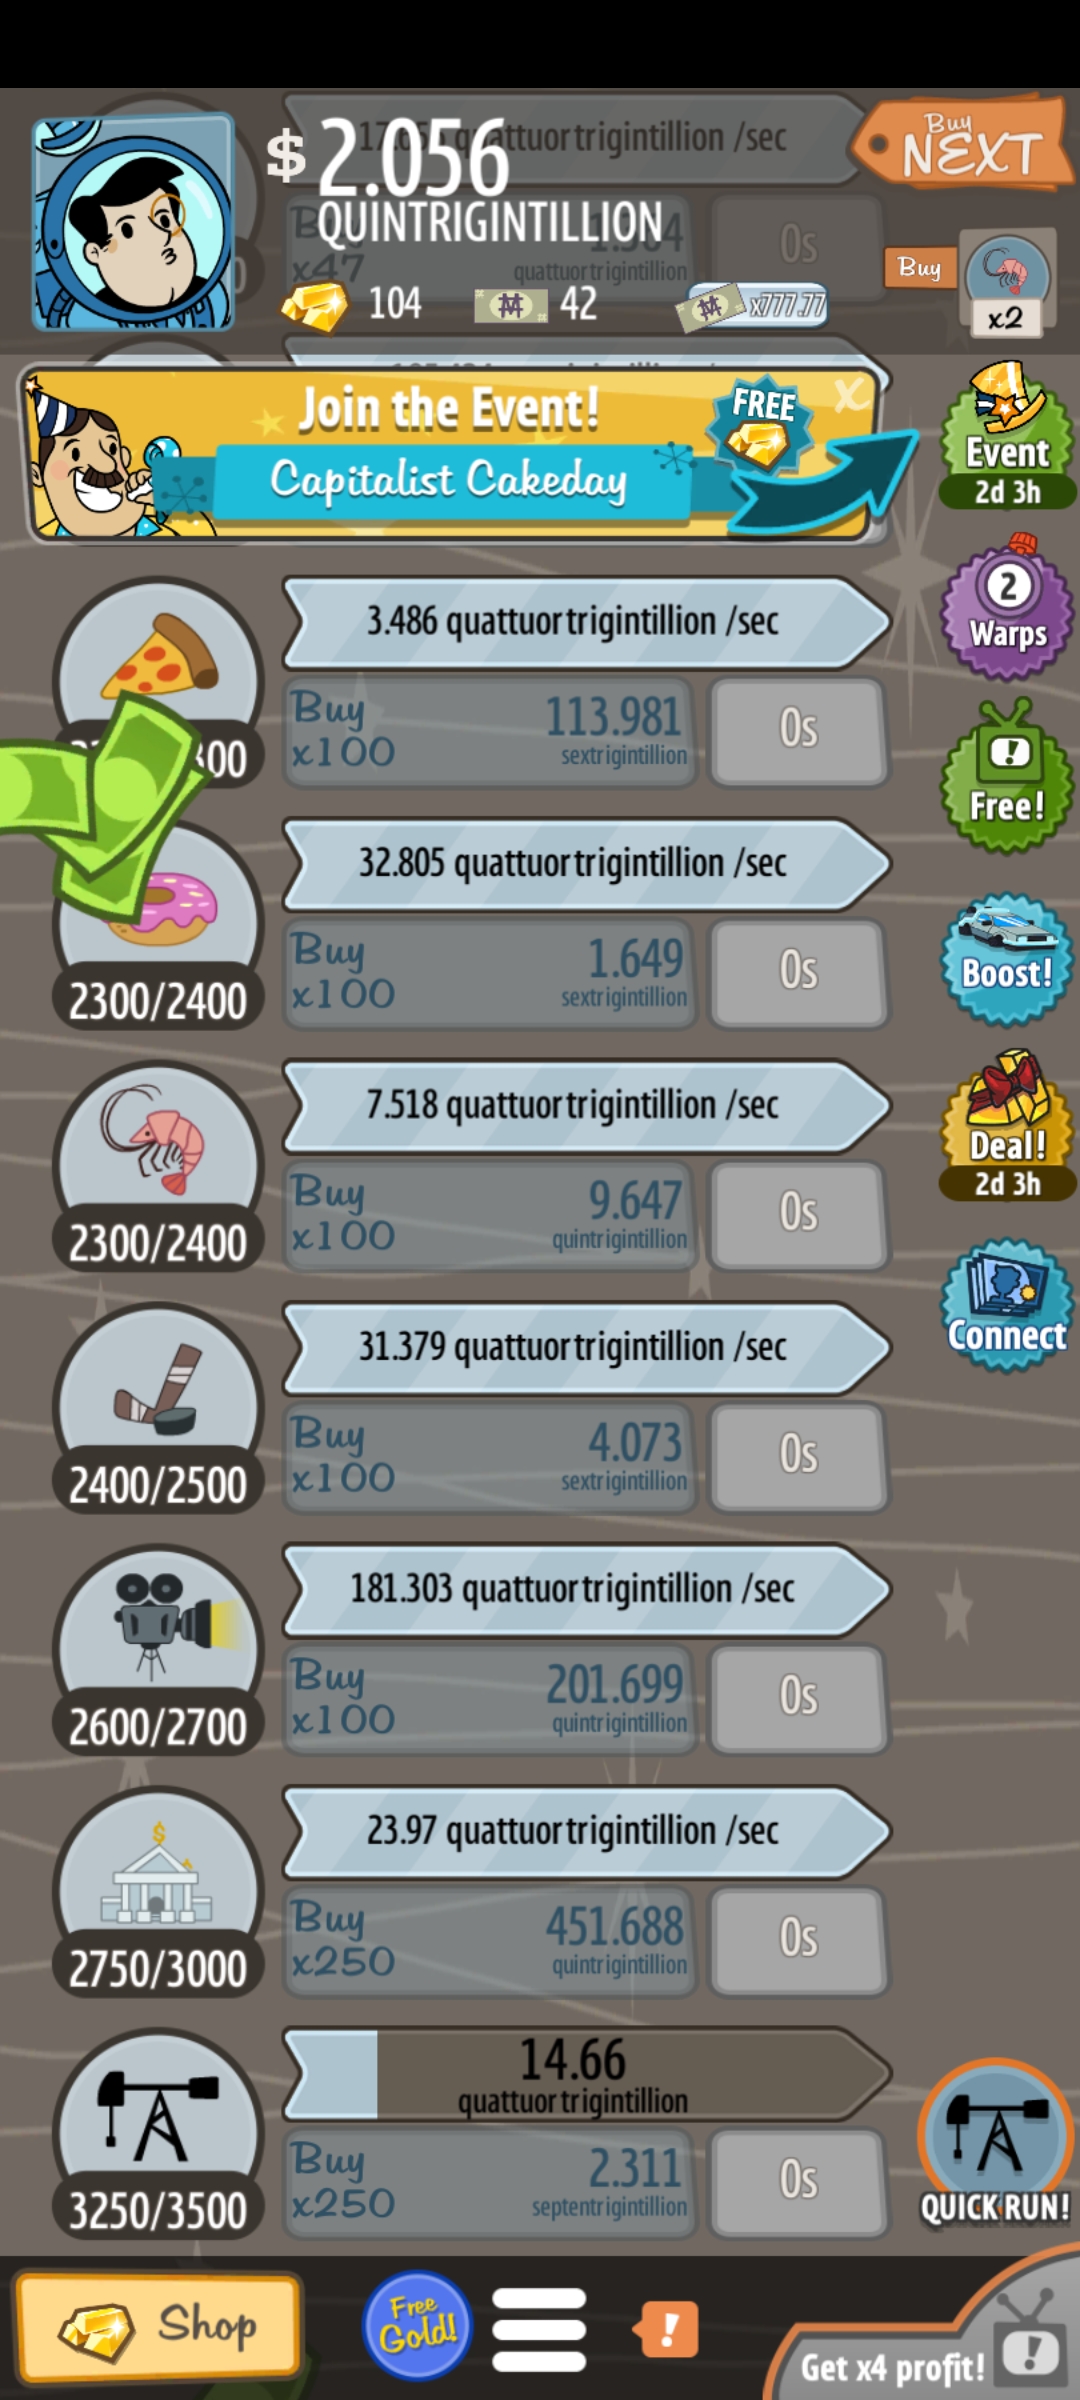 $ 2.056
QUINTRIGINTILLION
quattuortrigintillion /sec
Buy
NEXT
x47
quattuortrigintillion
0s
104
42
x777.77
Buy
x2
Join the Event!
Capitalist Cakeday
FREE
x
Event
2d 3h
3.486 quattuortrigintillion /sec
Buy
x100
113.981
sextrigintillion
0s
2
Warps
!
Free!
32.805 quattuortrigintillion /sec
2300/2400
Buy
x100
1.649
sextrigintillion
0s
Boost!
7.518 quattuortrigintillion /sec
2300/2400
Buy
x100
9.647
quintrigintillion
0s
Deal!
2d 3h
31.379 quattuortrigintillion /sec
2400/2500
Buy
x100
4.073
sextrigintillion
0s
Connect
181.303 quattuortrigintillion /sec
2600/2700
Buy
x100
201.699
quintrigintillion
0s
$
23.97 quattuortrigintillion /sec
2750/3000
Buy
x250
451.688
quintrigintillion
0s
14.66
quattuortrigintillion
3250/3500
Buy
x250
2.311
septentrigintillion
0s
QUICK RUN!
Shop
Free
Gold!
!
Get x4 profit!
!